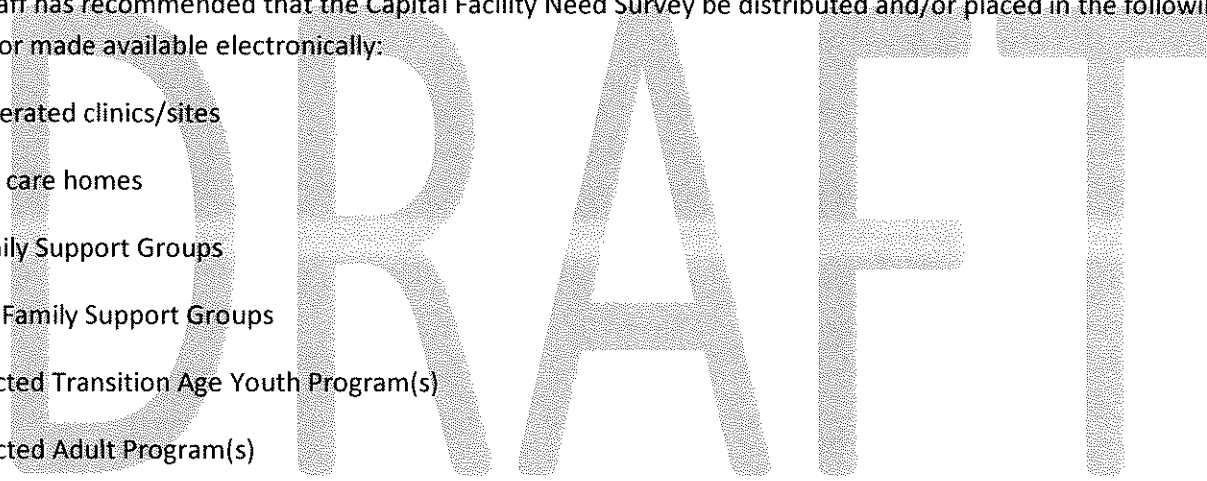 aff has recommended that the Capital Facility Need Survey be distributed and/or placed in the followi
or made available electronically:
erated clinics/sites
care homes
ily Support Groups
Family Support Groups
cted Transition Age Youth Program(s)
cted Adult Program(s)
DRAFT